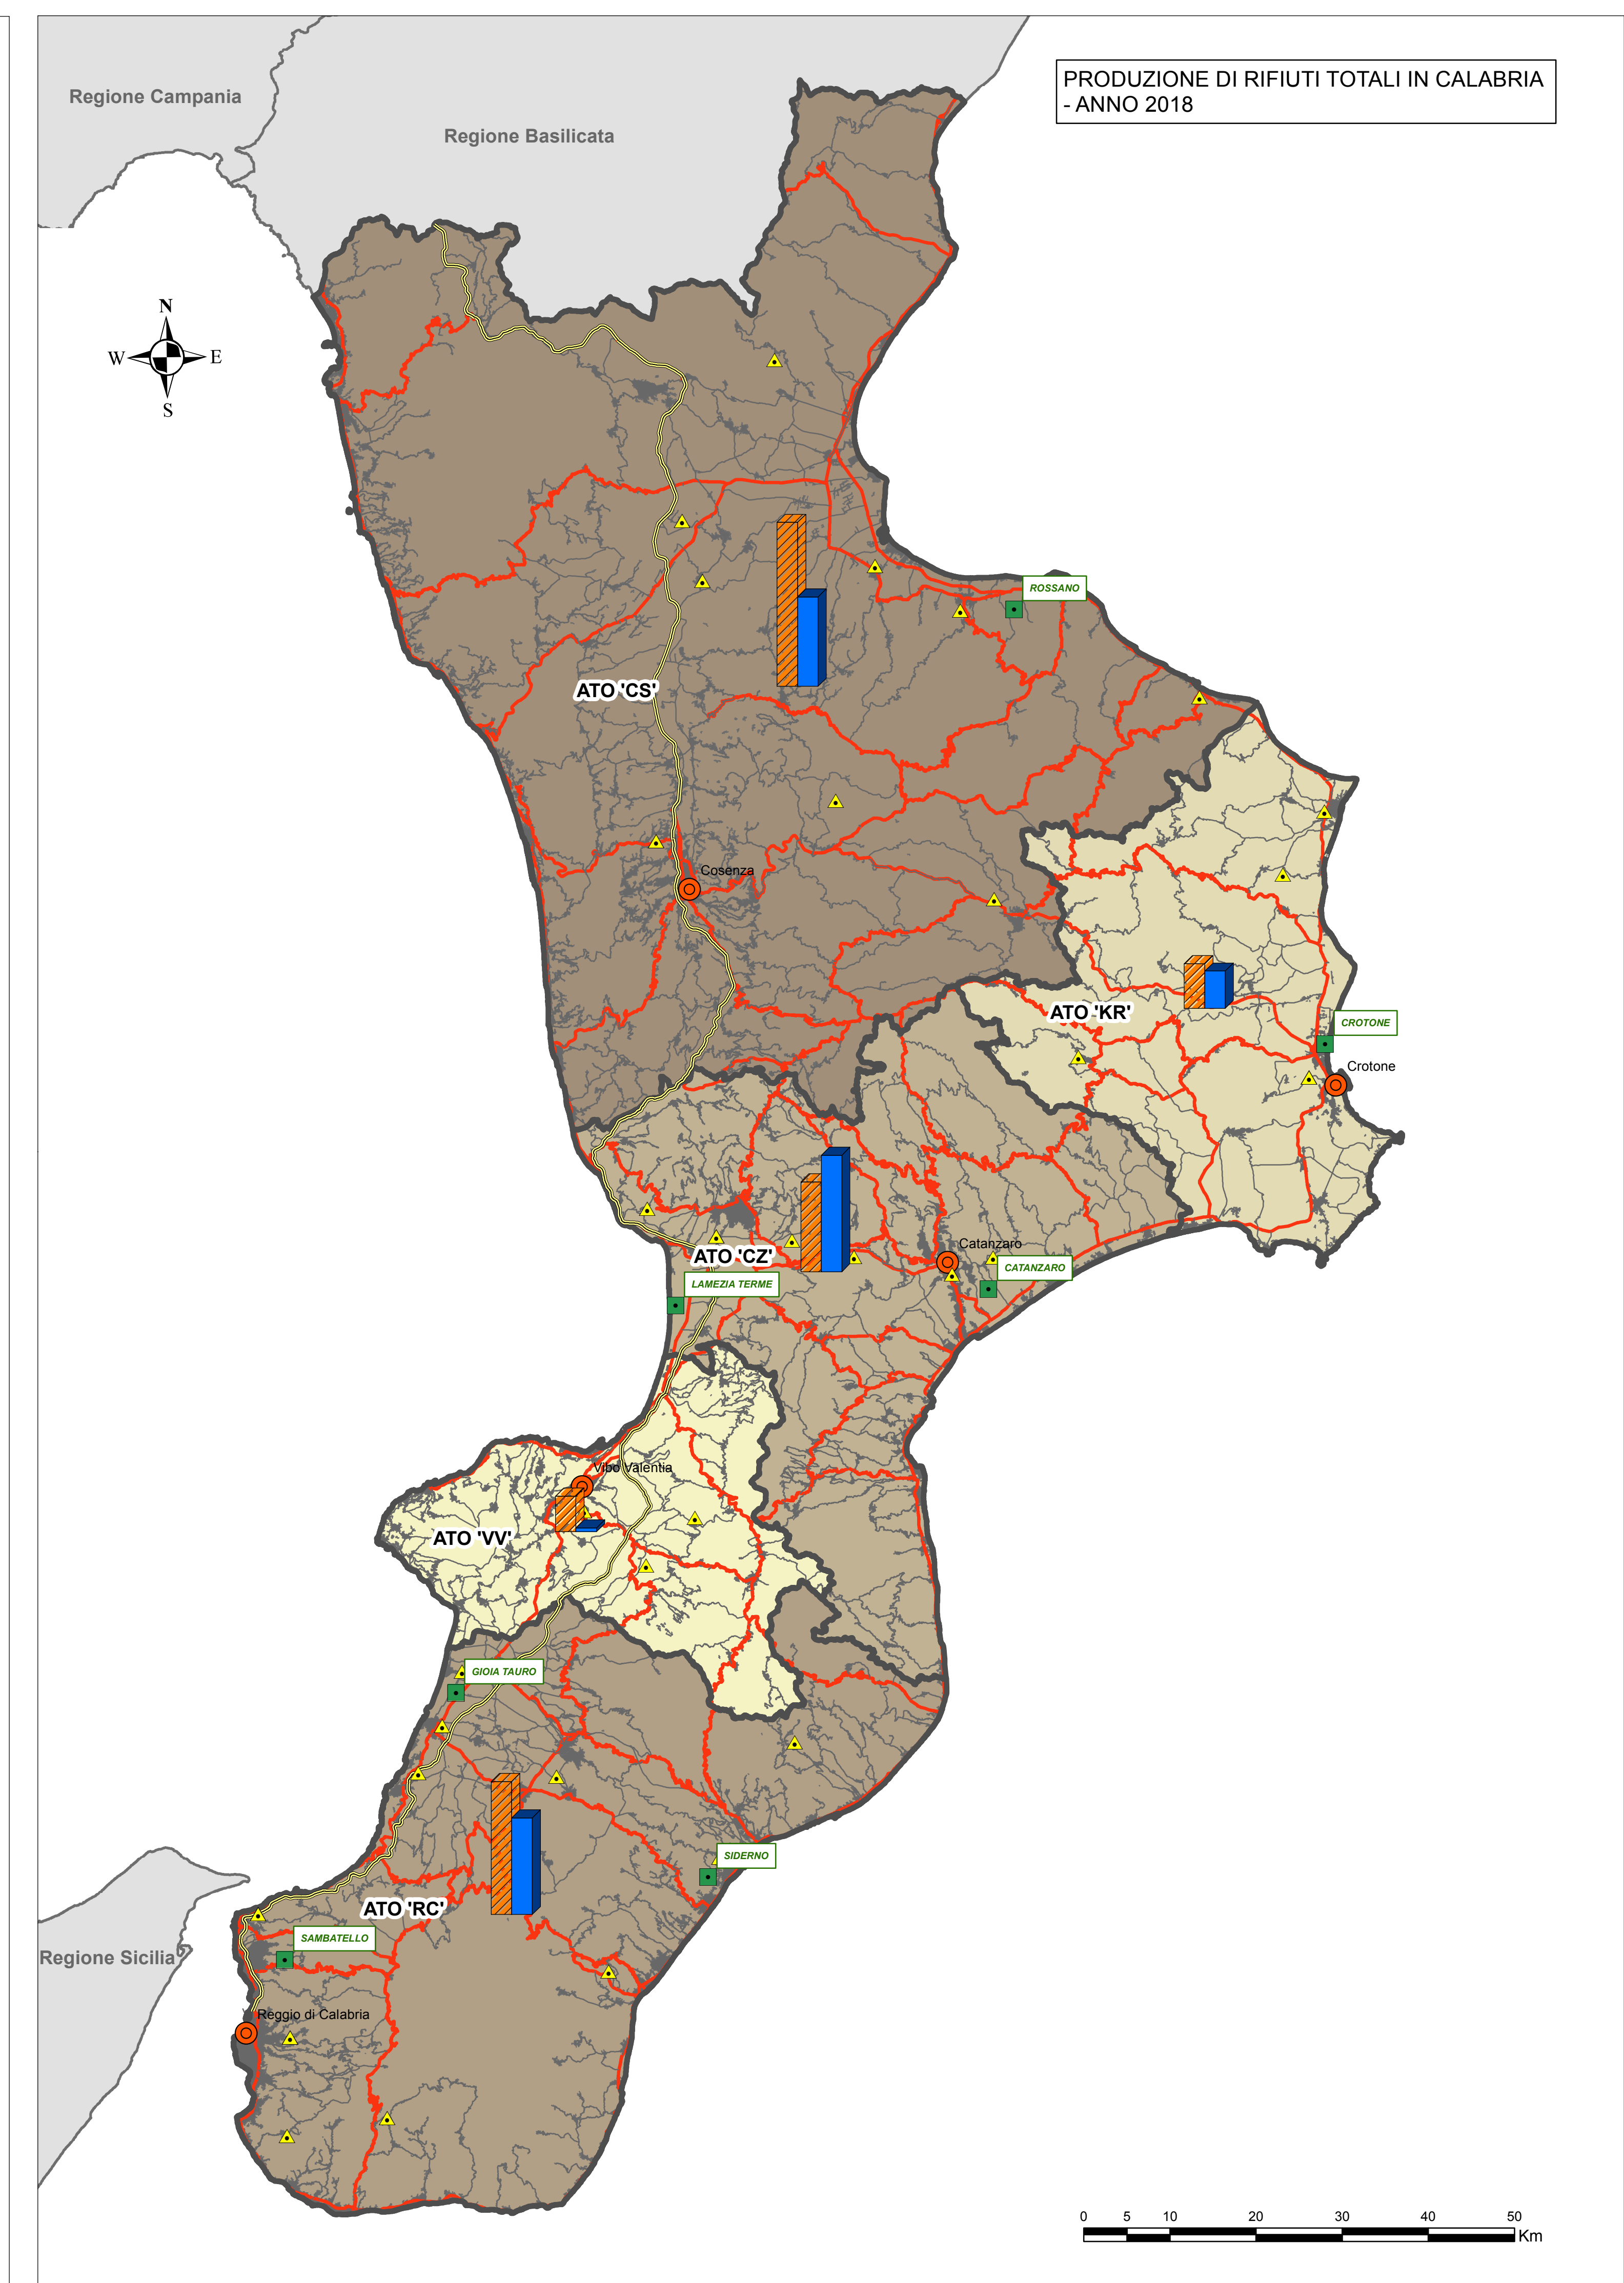 PRODUZIONE DI RIFIUTI TOTALI IN CALABRIA
- ANNO 2018
Regione Campania
Regione Basilicata
N
W
E
S
ROSSANO
ATO 'CS'
Cosenza
ATO 'KR'
CROTONE
Crotone
Catanzaro
ATO 'CZ'
CATANZARO
LAMEZIA TERME
Vibo Valentia
ATO 'VV'
GIOIA TAURO
SIDERNO
ATO 'RC'
SAMBATELLO
Regione Sicilia
Reggio di Calabria
0 5 10 20 30 40 50
Km